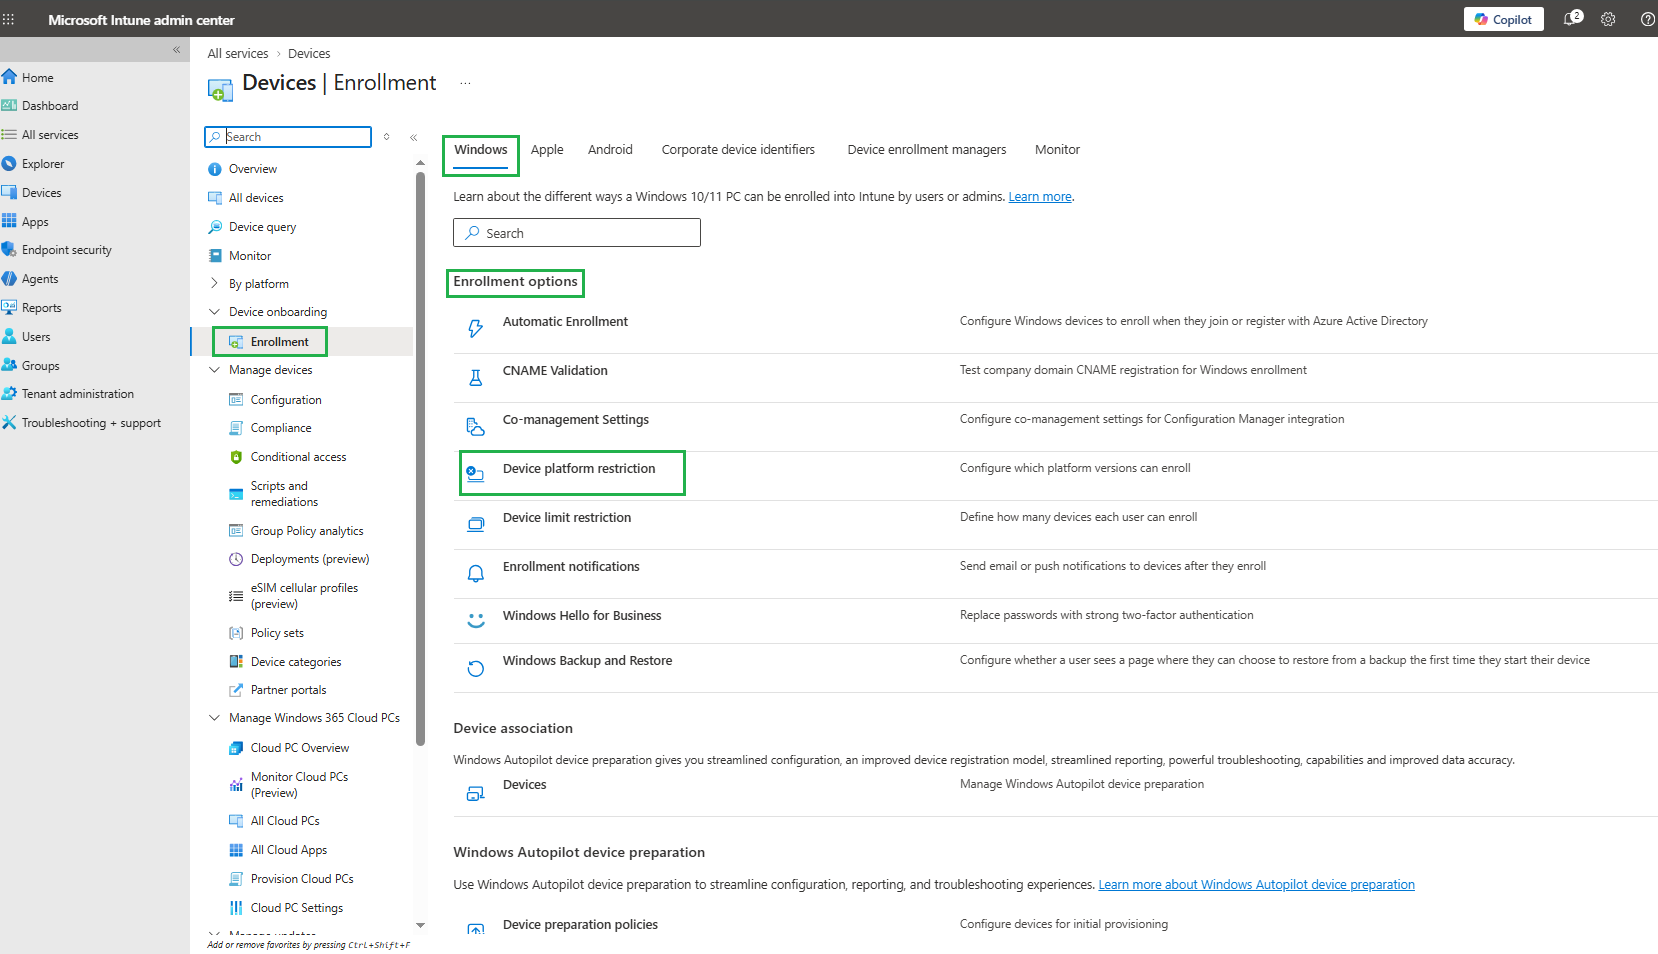 Microsoft Intune admin center
Copilot
2
Home
Dashboard
All services
Explorer
Devices
Apps
Endpoint security
Agents
Reports
Users
Groups
Tenant administration
Troubleshooting + support
All services > Devices
Devices | Enrollment ...
Search
Overview
All devices
Device query
Monitor
By platform
Device onboarding
Enrollment
Manage devices
Configuration
Compliance
Conditional access
Scripts and
remediations
Group Policy analytics
Deployments (preview)
eSIM cellular profiles
(preview)
Policy sets
Device categories
Partner portals
Manage Windows 365 Cloud PCs
Cloud PC Overview
Monitor Cloud PCs
(Preview)
All Cloud PCs
All Cloud Apps
Provision Cloud PCs
Cloud PC Settings
Manage updates
Add or remove favorites by pressing Ctrl+Shift+F
Windows Apple Android Corporate device identifiers Device enrollment managers Monitor
Learn about the different ways a Windows 10/11 PC can be enrolled into Intune by users or admins. Learn more.
Search
Enrollment options
Automatic Enrollment Configure Windows devices to enroll when they join or register with Azure Active Directory
CNAME Validation Test company domain CNAME registration for Windows enrollment
Co-management Settings Configure co-management settings for Configuration Manager integration
Device platform restriction Configure which platform versions can enroll
Device limit restriction Define how many devices each user can enroll
Enrollment notifications Send email or push notifications to devices after they enroll
Windows Hello for Business Replace passwords with strong two-factor authentication
Windows Backup and Restore Configure whether a user sees a page where they can choose to restore from a backup the first time they start their device
Device association
Windows Autopilot device preparation gives you streamlined configuration, an improved device registration model, streamlined reporting, powerful troubleshooting, capabilities and improved data accuracy.
Devices Manage Windows Autopilot device preparation
Windows Autopilot device preparation
Use Windows Autopilot device preparation to streamline configuration, reporting, and troubleshooting experiences. Learn more about Windows Autopilot device preparation
Device preparation policies Configure devices for initial provisioning